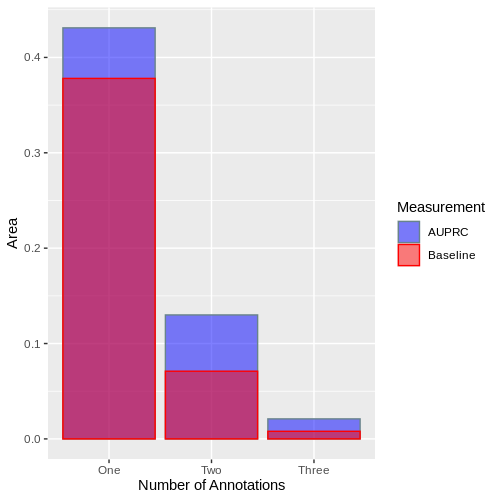 0.4
0.3
0.2
0.1
0.0
Area
One Two Three
Number of Annotations
Measurement
AUPRC
Baseline